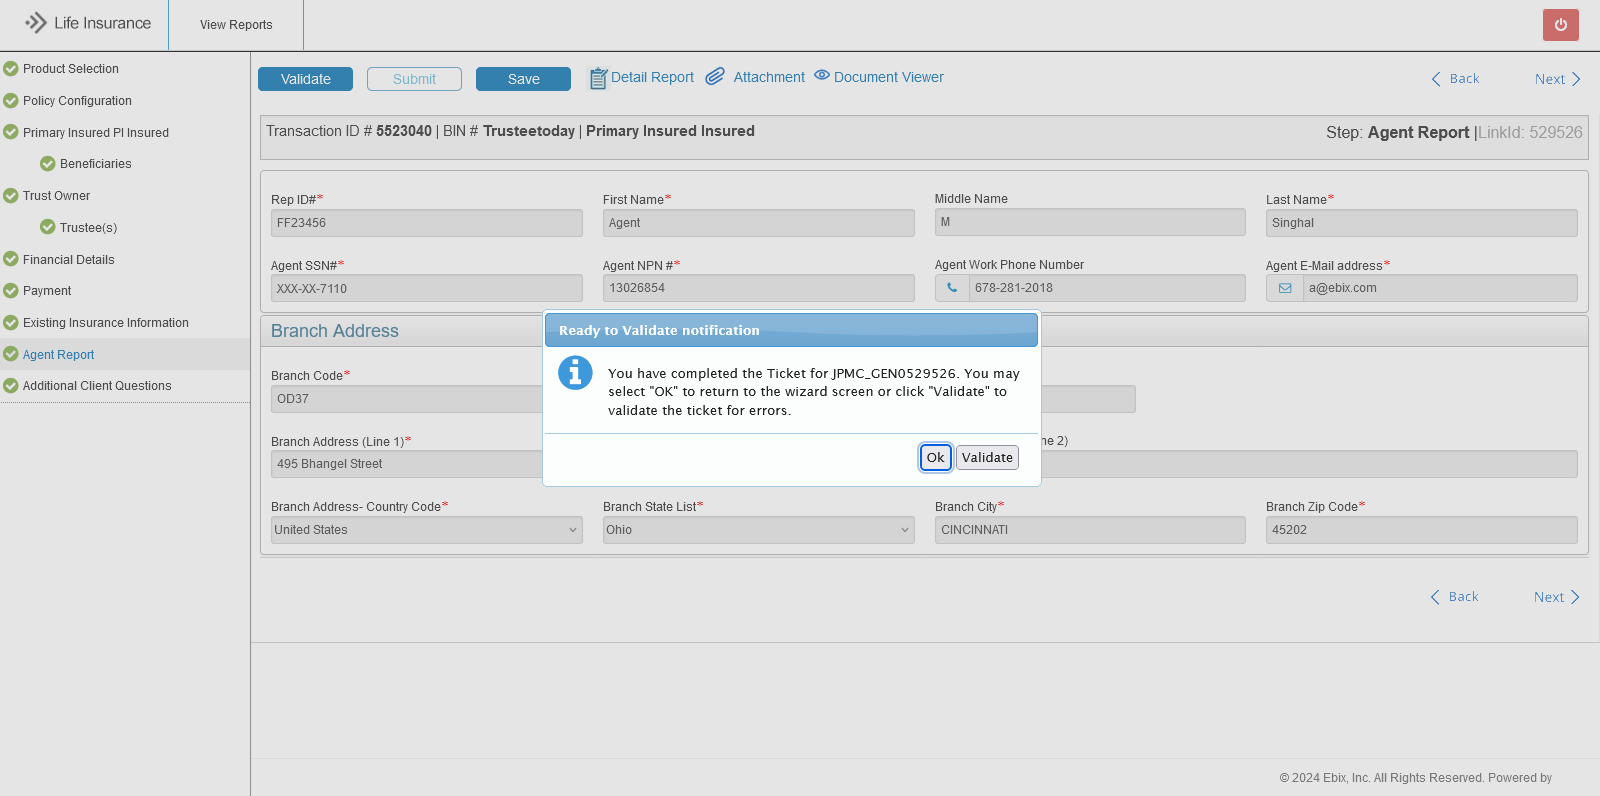 Life Insurance
View Reports
Product Selection
Policy Configuration
Primary Insured PI Insured
Beneficiaries
Trust Owner
Trustee(s)
Financial Details
Payment
Existing Insurance Information
Agent Report
Additional Client Questions
Validate Submit Save Detail Report Attachment Document Viewer Back Next
Transaction ID # 5523040 | BIN # Trusteetoday | Primary Insured Insured
Step: Agent Report |LinkId: 529526
Rep ID#* First Name* Middle Name Last Name*
FF23456 Agent M Singhal
Agent SSN#* Agent NPN #* Agent Work Phone Number Agent E-Mail address*
XXX-XX-7110 13026854 678-281-2018 a@ebix.com
Branch Address
Ready to Validate notification
You have completed the Ticket for JPMC_GEN0529526. You may
select "OK" to return to the wizard screen or click "Validate" to
validate the ticket for errors.
Ok Validate
Branch Code*
OD37
Branch Address (Line 1)* ne 2)
495 Bhangel Street
Branch Address- Country Code* Branch State List* Branch City* Branch Zip Code*
United States Ohio CINCINNATI 45202
Back Next
© 2024 Ebix, Inc. All Rights Reserved. Powered by